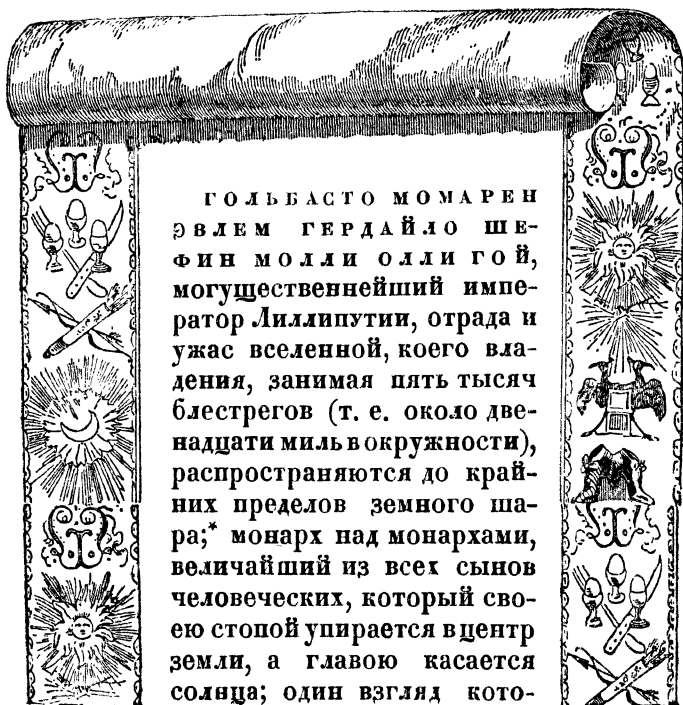 ГОЛЬБАСТО МОМАРЕН
ЭВЛЕМ ГЕРДАЙЛО ШЕ-
ФИН МОЛЛИ ОЛЛИ ГОЙ,
могущественнейший импе-
ратор Лиллипутии, отрада и
ужас вселенной, коего вла-
дения, занимая пять тысяч
блестрегов (т. е. около две-
надцати миль в окружности),
распространяются до край-
них пределов земного ша-
ра;* монарх над монархами,
величайший из всех сынов
человеческих, который сво-
ею стопой упирается в центр
земли, а главою касается
солнца; один взгляд кото-